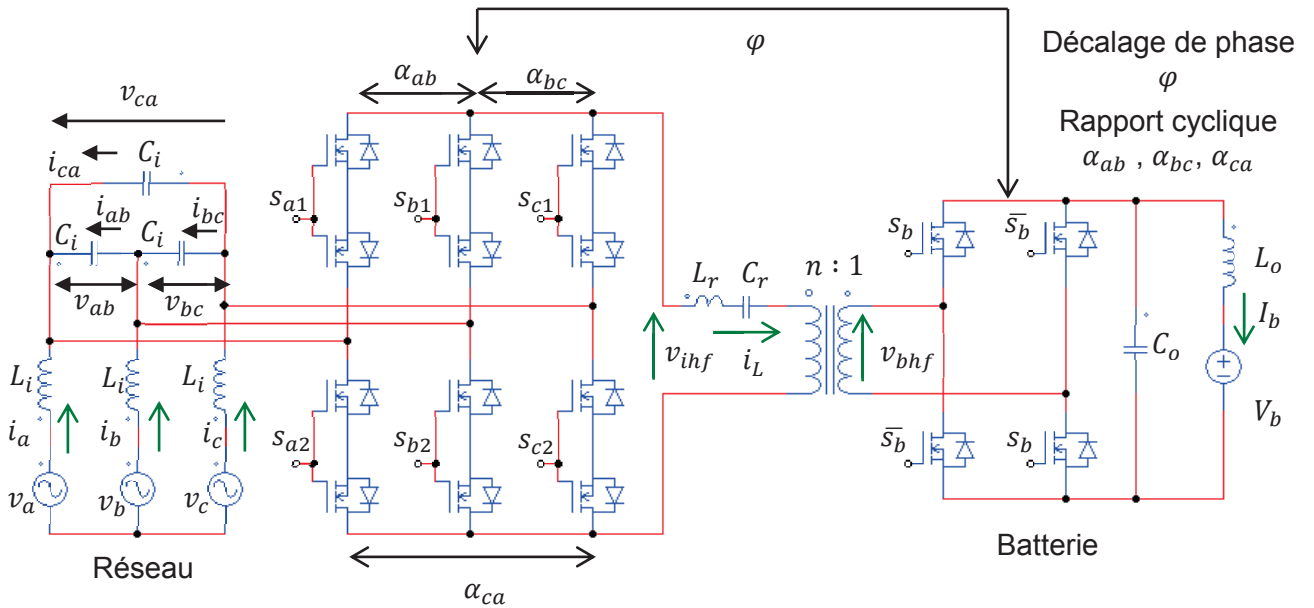 φ
Décalage de phase
φ
Rapport cyclique
α_ab , α_bc, α_ca
α_ab
α_bc
v_ca
i_ca
C_i
i_ab
i_bc
C_i
C_i
v_ab
v_bc
s_a1
s_b1
s_c1
s_b
s̅_b
L_r
C_r
n : 1
L_o
I_b
v_ihf
i_L
v_bhf
C_o
V_b
L_i
L_i
L_i
i_a
i_b
i_c
s_a2
s_b2
s_c2
s̅_b
s_b
v_a
v_b
v_c
Réseau
α_ca
Batterie